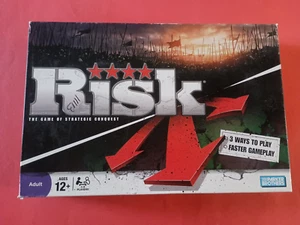 Risk
THE GAME OF STRATEGIC CONQUEST
3 WAYS TO PLAY
FASTER GAMEPLAY
Adult
AGES
12+
PARKER
BROTHERS